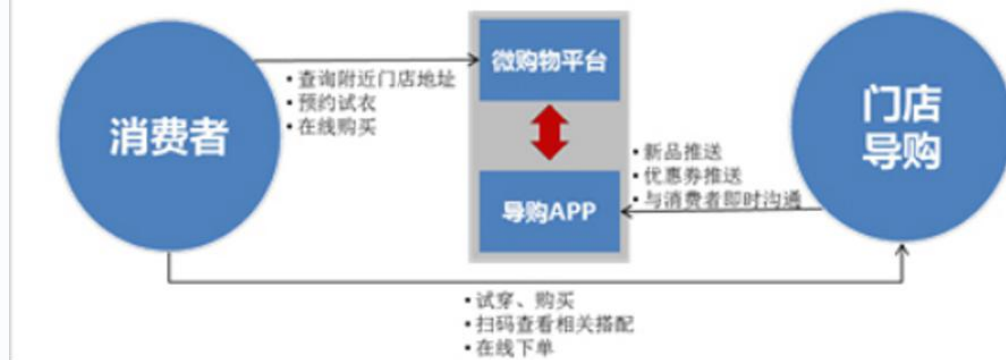 消费者
• 查询附近门店地址
• 预约试衣
• 在线购买
微购物平台
导购APP
• 新品推送
• 优惠券推送
• 与消费者即时沟通
门店
导购
• 试穿、购买
• 扫码查看相关搭配
• 在线下单